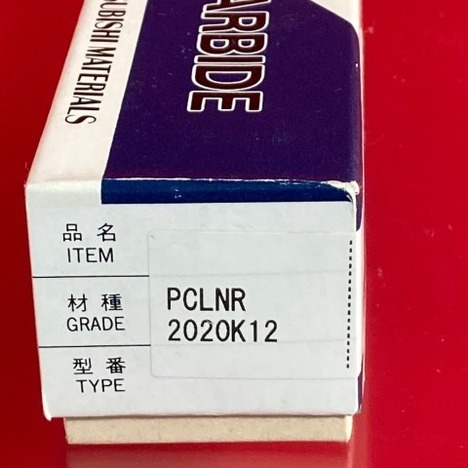 ARBIDE
UBISHI MATERIALS
品名
ITEM
材種
GRADE
型番
TYPE
PCLNR
2020K12